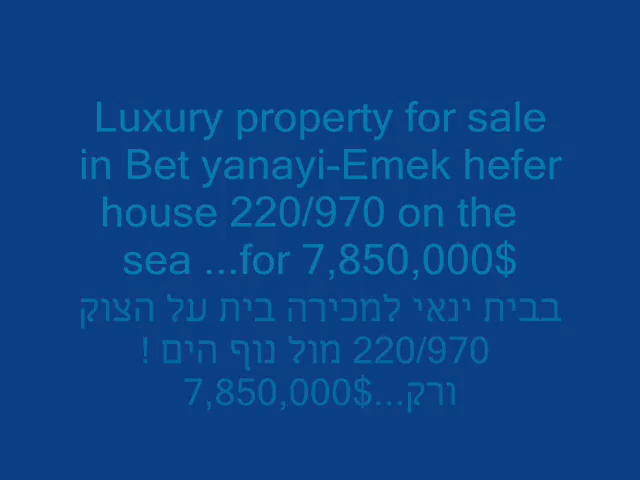 Luxury property for sale
in Bet yanayi-Emek hefer
house 220/970 on the
sea ...for 7,850,000$
בבית ינאי למכירה בית על הצוק
220/970 מול נוף הים !
ורק...7,850,000$